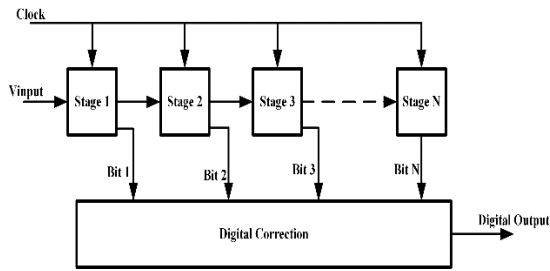 Clock
Vinput
Stage 1
Stage 2
Stage 3
Stage N
Bit 1
Bit 2
Bit 3
Bit N
Digital Correction
Digital Output